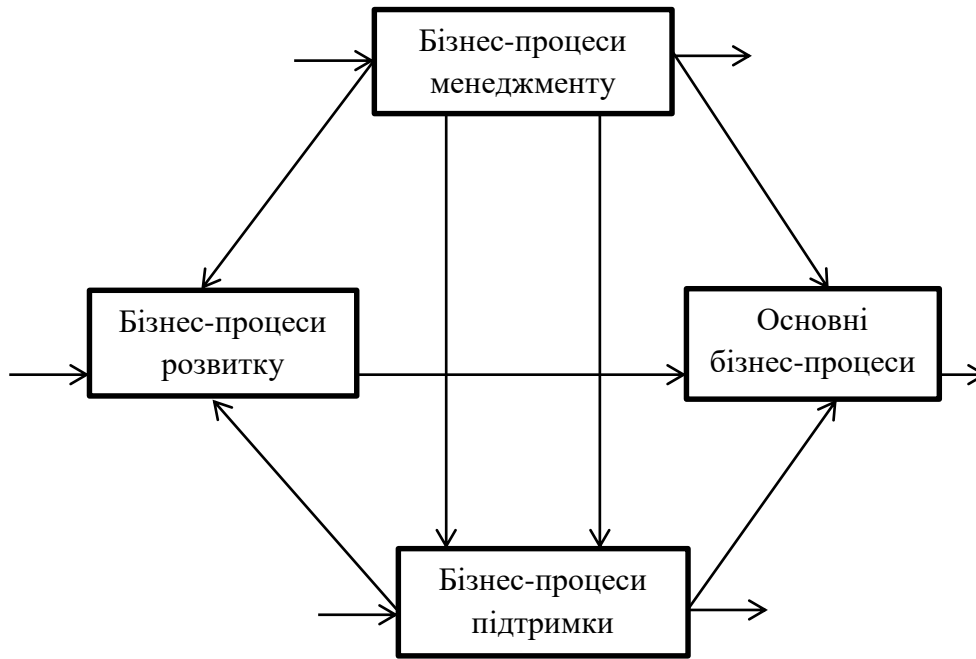 Бізнес-процеси
менеджменту
Бізнес-процеси
розвитку
Основні
бізнес-процеси
Бізнес-процеси
підтримки